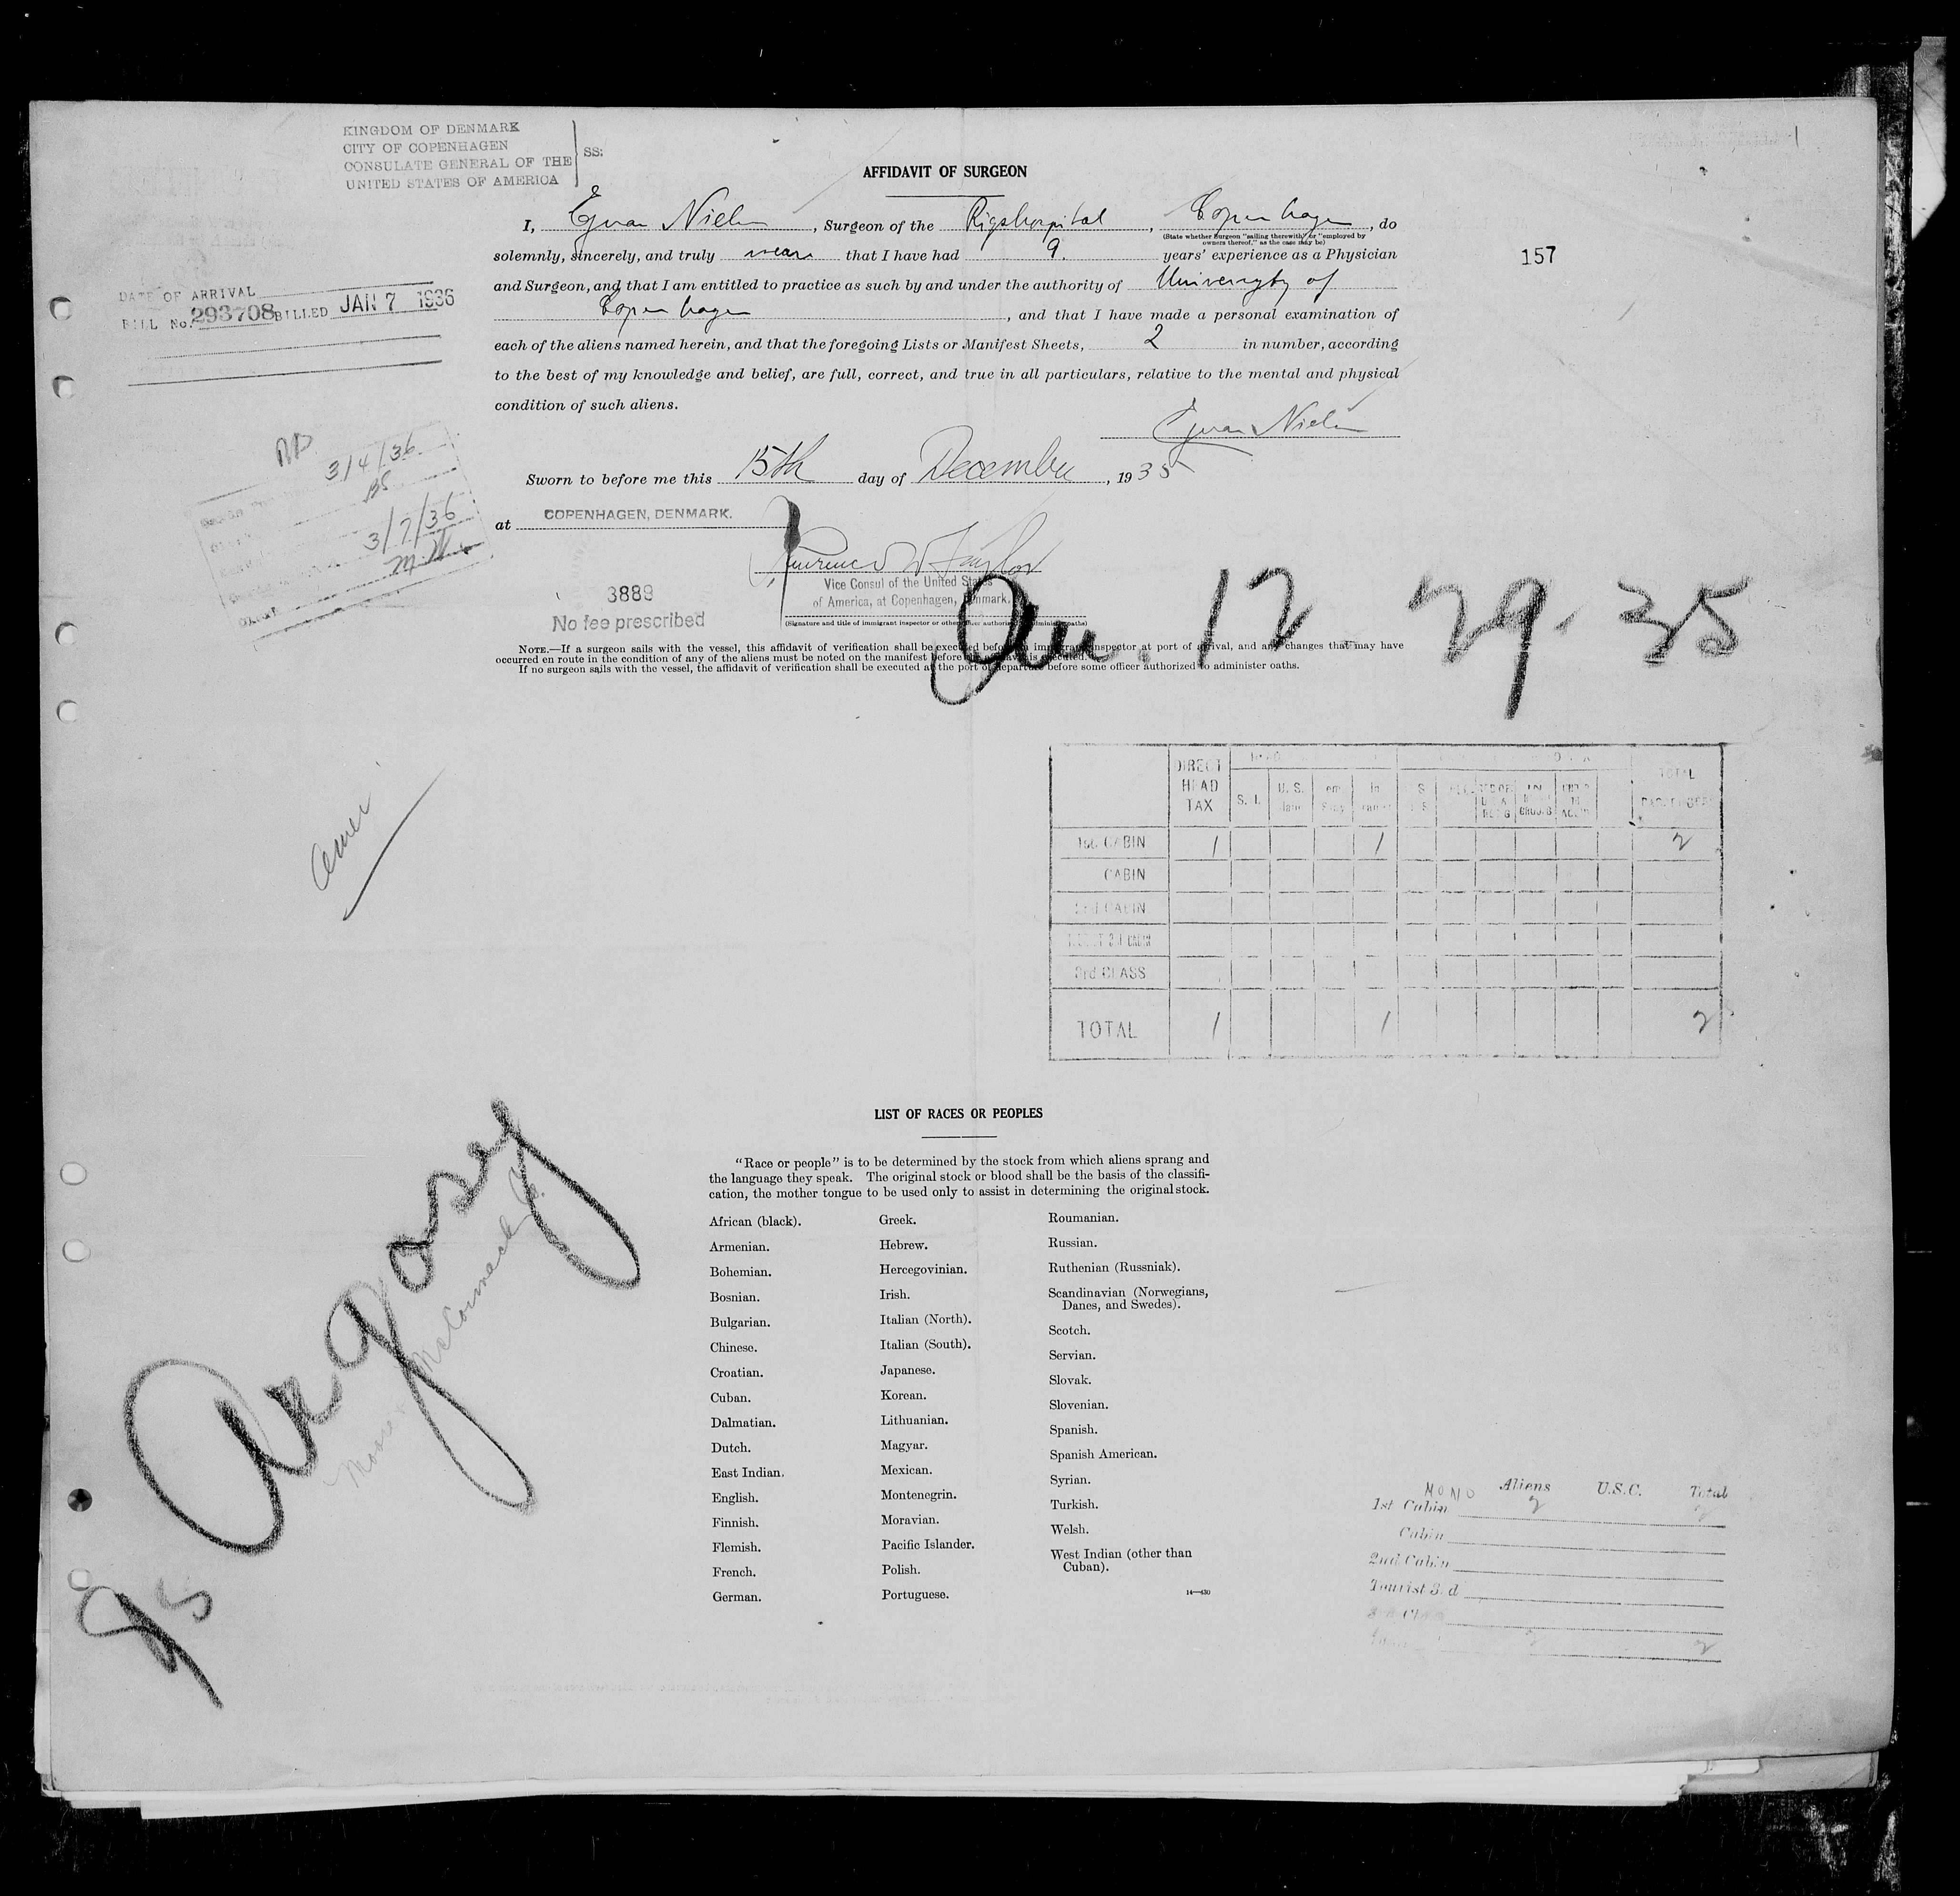 KINGDOM OF DENMARK
CITY OF COPENHAGEN
CONSULATE GENERAL OF THE
UNITED STATES OF AMERICA
SS:
AFFIDAVIT OF SURGEON
I, Ejnar Nielsen, Surgeon of the Rigshospital, Copenhagen, do
(State whether surgeon "sailing therewith" or "employed by
owners thereof," as the case may be)
solemnly, sincerely, and truly swear that I have had 9. years' experience as a Physician
157
and Surgeon, and that I am entitled to practice as such by and under the authority of University of
Copenhagen, and that I have made a personal examination of
each of the aliens named herein, and that the foregoing Lists or Manifest Sheets, 2 in number, according
to the best of my knowledge and belief, are full, correct, and true in all particulars, relative to the mental and physical
condition of such aliens.
Ejnar Nielsen
DATE OF ARRIVAL
BILL No. 293708 BILLED JAN 7 1936
3/4/36
3/7/36
Sworn to before me this 15th day of December, 1935
at COPENHAGEN, DENMARK.
Taylor
Vice Consul of the United States
of America, at Copenhagen, Denmark.
(Signature and title of immigrant inspector or other officer authorized to administer oaths)
3889
No fee prescribed
12 29. 35
NOTE.—If a surgeon sails with the vessel, this affidavit of verification shall be executed before an immigrant inspector at port of arrival, and any changes that may have
occurred en route in the condition of any of the aliens must be noted on the manifest before the affidavit is executed.
If no surgeon sails with the vessel, the affidavit of verification shall be executed at the port of departure before some officer authorized to administer oaths.
DIRECT HEAD TAX
S. I.
U. S.
TOTAL
1st. CABIN 1 1 2
CABIN
2nd CABIN
3rd CLASS
TOTAL 1 1 2
Argosy
Moore & McCormack Co.
LIST OF RACES OR PEOPLES
"Race or people" is to be determined by the stock from which aliens sprang and
the language they speak. The original stock or blood shall be the basis of the classifi-
cation, the mother tongue to be used only to assist in determining the original stock.
African (black).
Armenian.
Bohemian.
Bosnian.
Bulgarian.
Chinese.
Croatian.
Cuban.
Dalmatian.
Dutch.
East Indian.
English.
Finnish.
Flemish.
French.
German.
Greek.
Hebrew.
Hercegovinian.
Irish.
Italian (North).
Italian (South).
Japanese.
Korean.
Lithuanian.
Magyar.
Mexican.
Montenegrin.
Moravian.
Pacific Islander.
Polish.
Portuguese.
Roumanian.
Russian.
Ruthenian (Russniak).
Scandinavian (Norwegians,
Danes, and Swedes).
Scotch.
Servian.
Slovak.
Slovenian.
Spanish.
Spanish American.
Syrian.
Turkish.
Welsh.
West Indian (other than
Cuban).
14—430
Aliens U.S.C. Total
1st Cabin 2 2
Cabin
2nd Cabin
Tourist 3.d
2 2